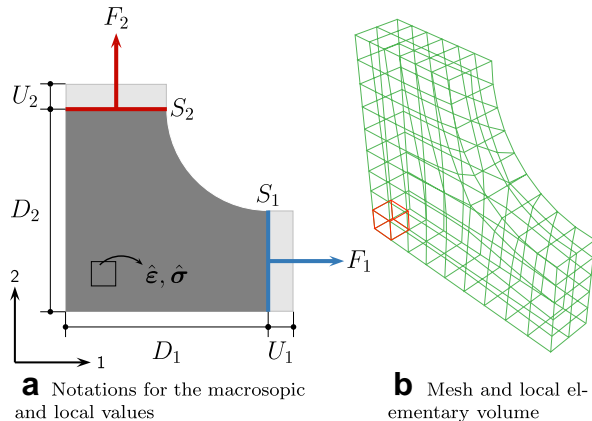 F₂
U₂
S₂
D₂
S₁
F₁
ε̂, σ̂
2
1
D₁
U₁
a Notations for the macrosopic
and local values
b Mesh and local el-
ementary volume